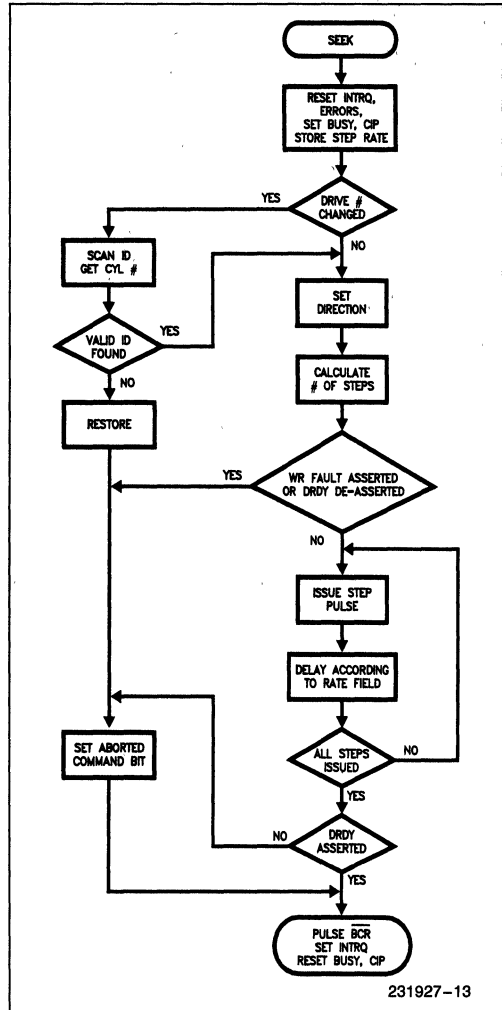 SEEK
RESET INTRQ,
ERRORS,
SET BUSY, CIP
STORE STEP RATE
YES
DRIVE #
CHANGED
NO
SCAN ID
GET CYL #
SET
DIRECTION
VALID ID
FOUND
YES
NO
CALCULATE
# OF STEPS
RESTORE
YES
WR FAULT ASSERTED
OR DRDY DE-ASSERTED
NO
ISSUE STEP
PULSE
DELAY ACCORDING
TO RATE FIELD
SET ABORTED
COMMAND BIT
ALL STEPS
ISSUED
NO
YES
NO
DRDY
ASSERTED
YES
PULSE B̅C̅R̅
SET INTRQ
RESET BUSY, CIP
231927-13